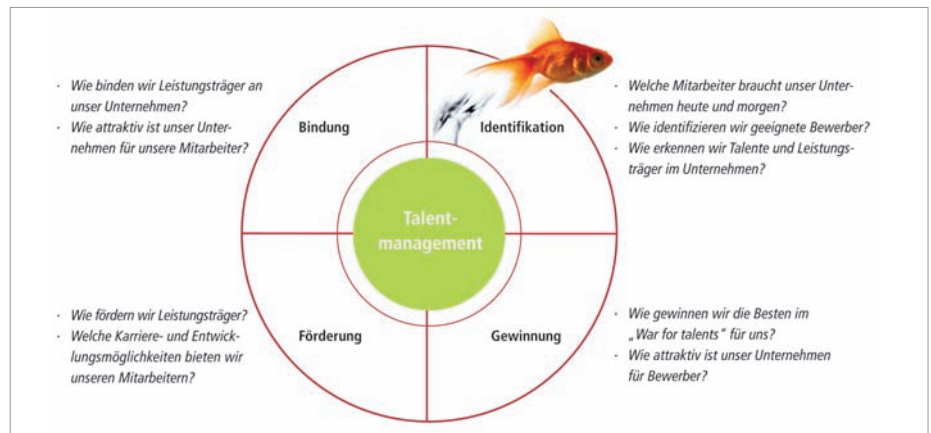 · Wie binden wir Leistungsträger an
unser Unternehmen?
· Wie attraktiv ist unser Unter-
nehmen für unsere Mitarbeiter?
Bindung
Identifikation
· Welche Mitarbeiter braucht unser Unter-
nehmen heute und morgen?
· Wie identifizieren wir geeignete Bewerber?
· Wie erkennen wir Talente und Leistungs-
träger im Unternehmen?
Talent-
management
· Wie fördern wir Leistungsträger?
· Welche Karriere- und Entwick-
lungsmöglichkeiten bieten wir
unseren Mitarbeitern?
Förderung
Gewinnung
· Wie gewinnen wir die Besten im
„War for talents“ für uns?
· Wie attraktiv ist unser Unternehmen
für Bewerber?